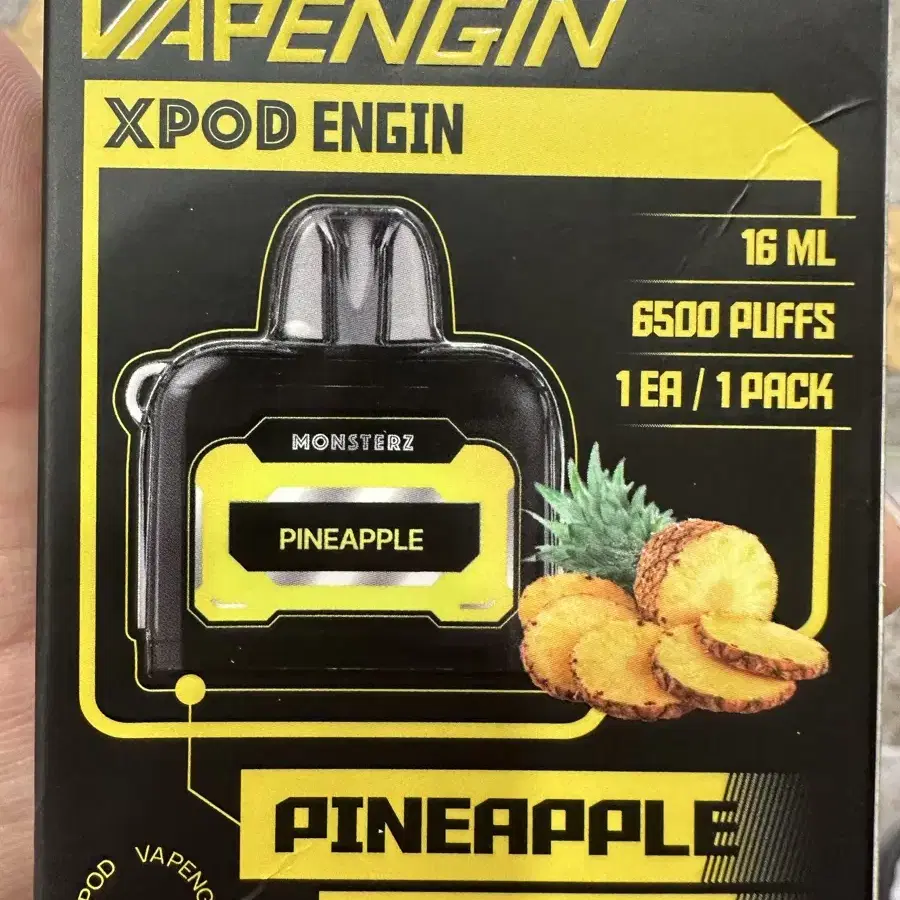 VAPENGIN
XPOD ENGIN
16 ML
6500 PUFFS
1 EA / 1 PACK
MONSTERZ
PINEAPPLE
PINEAPPLE
POD VAPENG